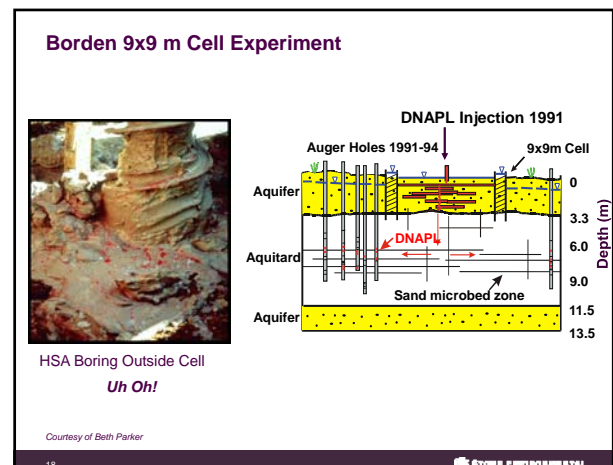 Borden 9x9 m Cell Experiment
DNAPL Injection 1991
Auger Holes 1991-94
9x9m Cell
Aquifer
0
3.3
DNAPL
6.0
Aquitard
9.0
Sand microbed zone
11.5
Aquifer
13.5
Depth (m)
HSA Boring Outside Cell
Uh Oh!
Courtesy of Beth Parker
18